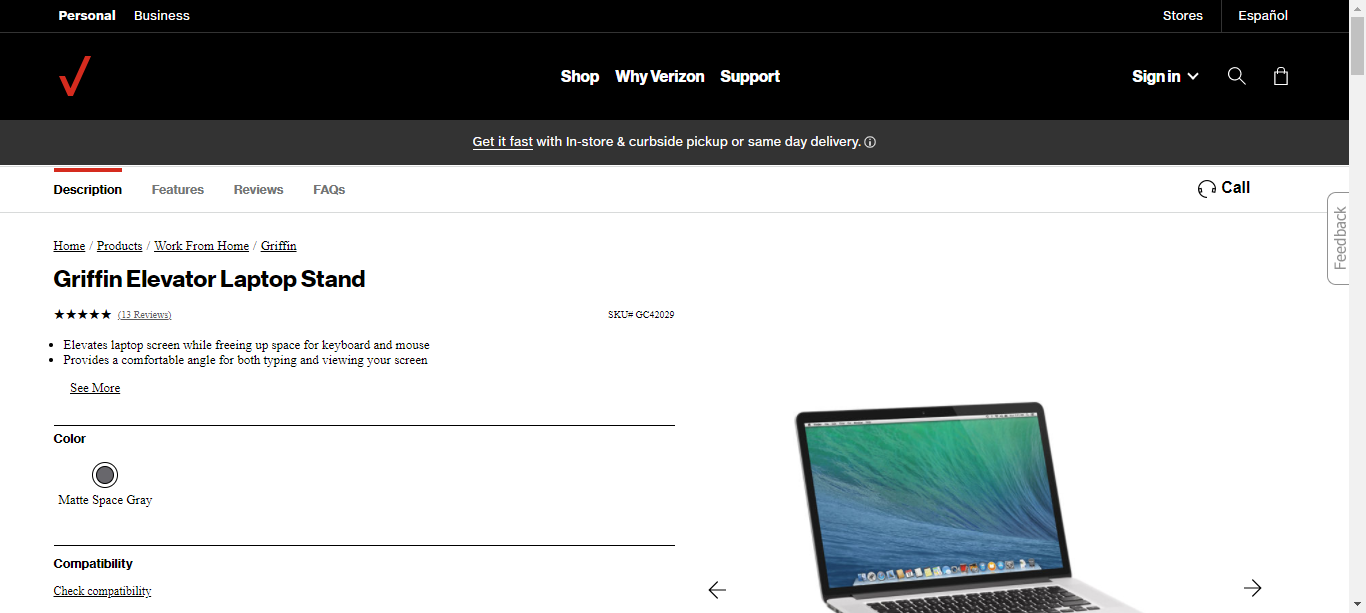 Personal Business Stores Español
Shop Why Verizon Support Sign in
Get it fast with In-store & curbside pickup or same day delivery.
Description Features Reviews FAQs Call
Feedback
Home / Products / Work From Home / Griffin
Griffin Elevator Laptop Stand
★★★★★ (13 Reviews) SKU# GC42029
• Elevates laptop screen while freeing up space for keyboard and mouse
• Provides a comfortable angle for both typing and viewing your screen
See More
Color
Matte Space Gray
Compatibility
Check compatibility